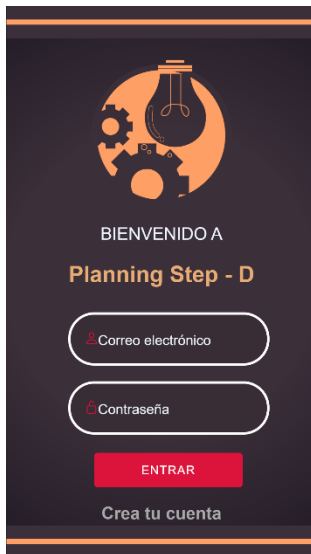 BIENVENIDO A
Planning Step - D
Correo electrónico
Contraseña
ENTRAR
Crea tu cuenta